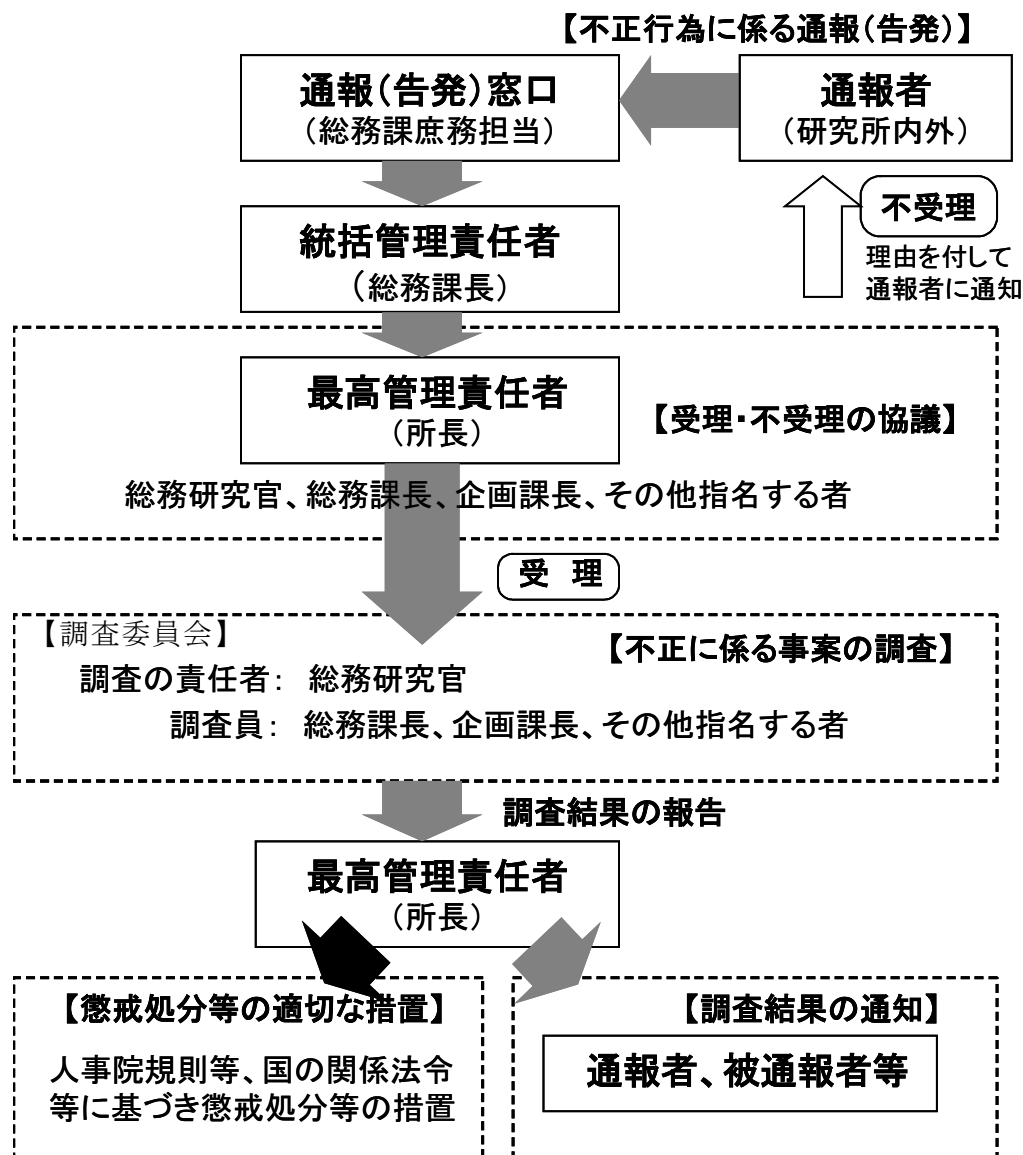 【不正行為に係る通報（告発）】
通報（告発）窓口
（総務課庶務担当）
通報者
（研究所内外）
不受理
理由を付して
通報者に通知
統括管理責任者
（総務課長）
最高管理責任者
（所長）
【受理・不受理の協議】
総務研究官、総務課長、企画課長、その他指名する者
受　理
【調査委員会】
【不正に係る事案の調査】
調査の責任者：　総務研究官
調査員：　総務課長、企画課長、その他指名する者
調査結果の報告
最高管理責任者
（所長）
【懲戒処分等の適切な措置】
人事院規則等、国の関係法令
等に基づき懲戒処分等の措置
【調査結果の通知】
通報者、被通報者等